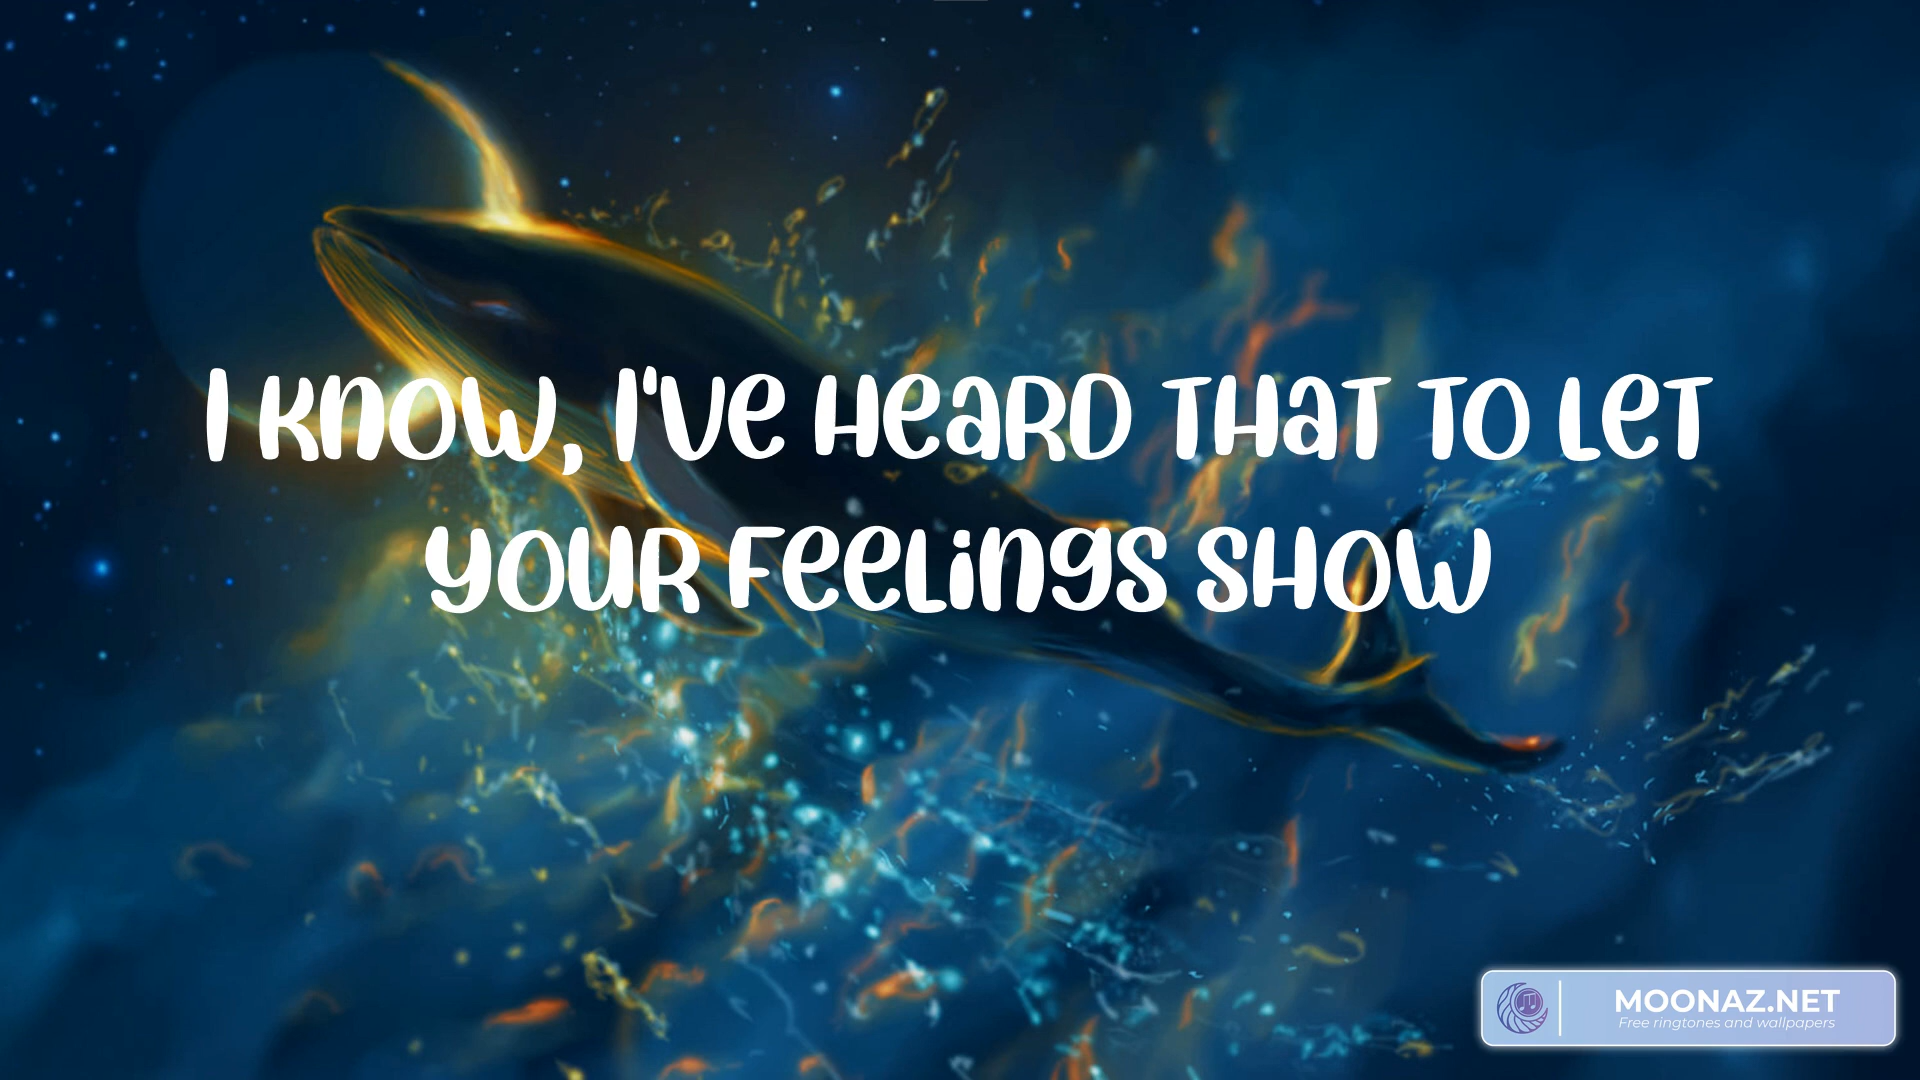 I KNOW, I'VE HEARD THAT TO LET
YOUR FEELINGS SHOW
MOONAZ.NET
Free ringtones and wallpapers